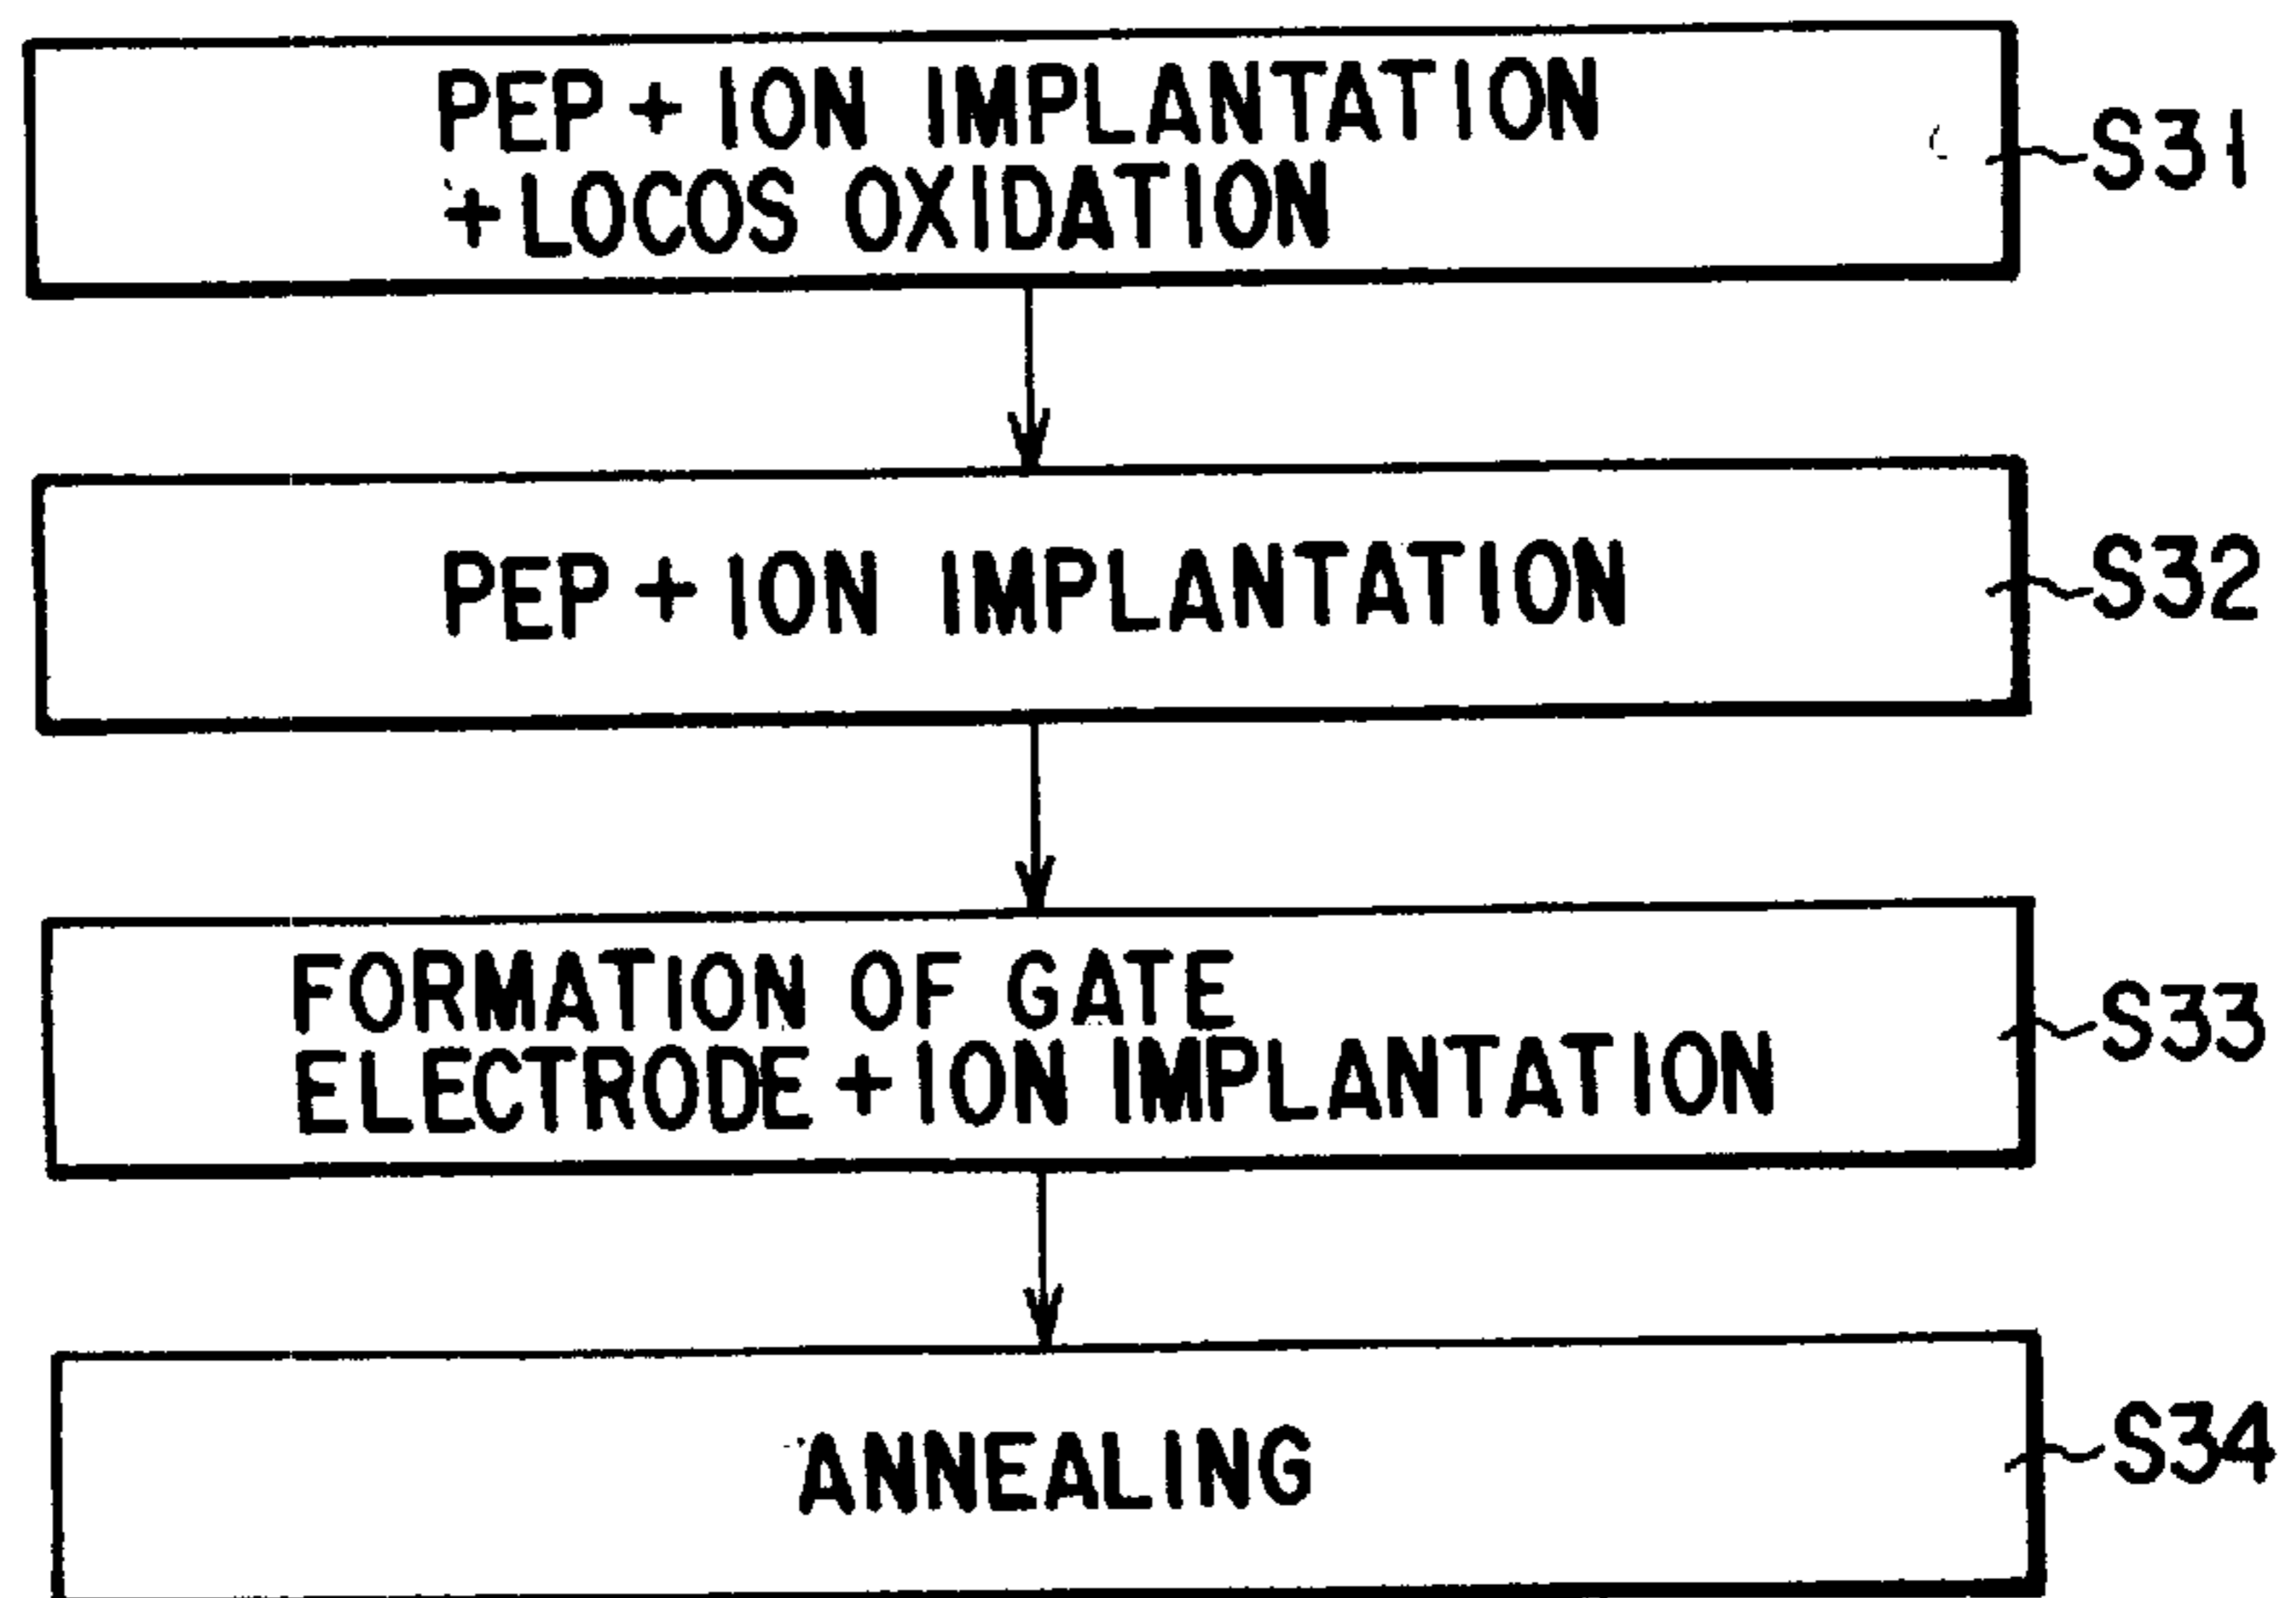 PEP + ION IMPLANTATION
+ LOCOS OXIDATION
S31
PEP + ION IMPLANTATION
S32
FORMATION OF GATE
ELECTRODE + ION IMPLANTATION
S33
ANNEALING
S34